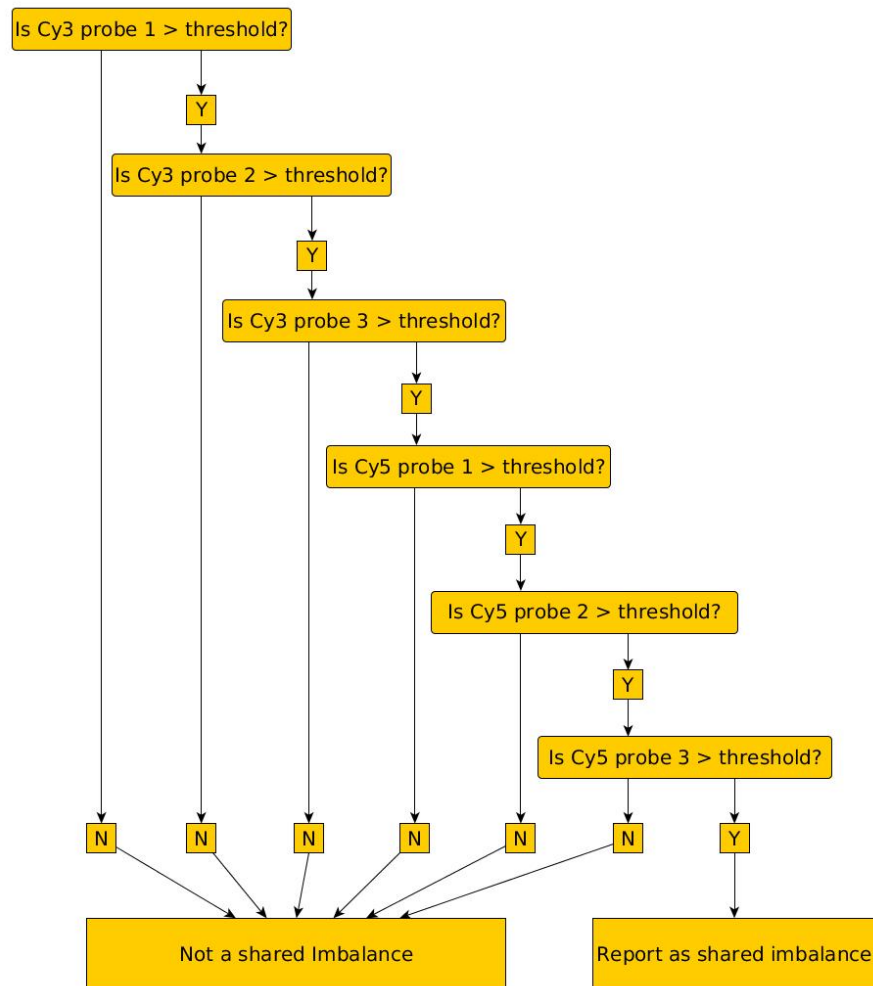 Is Cy3 probe 1 > threshold?
Y
Is Cy3 probe 2 > threshold?
Y
Is Cy3 probe 3 > threshold?
Y
Is Cy5 probe 1 > threshold?
Y
Is Cy5 probe 2 > threshold?
Y
Is Cy5 probe 3 > threshold?
N N N N N N Y
Not a shared Imbalance
Report as shared imbalance